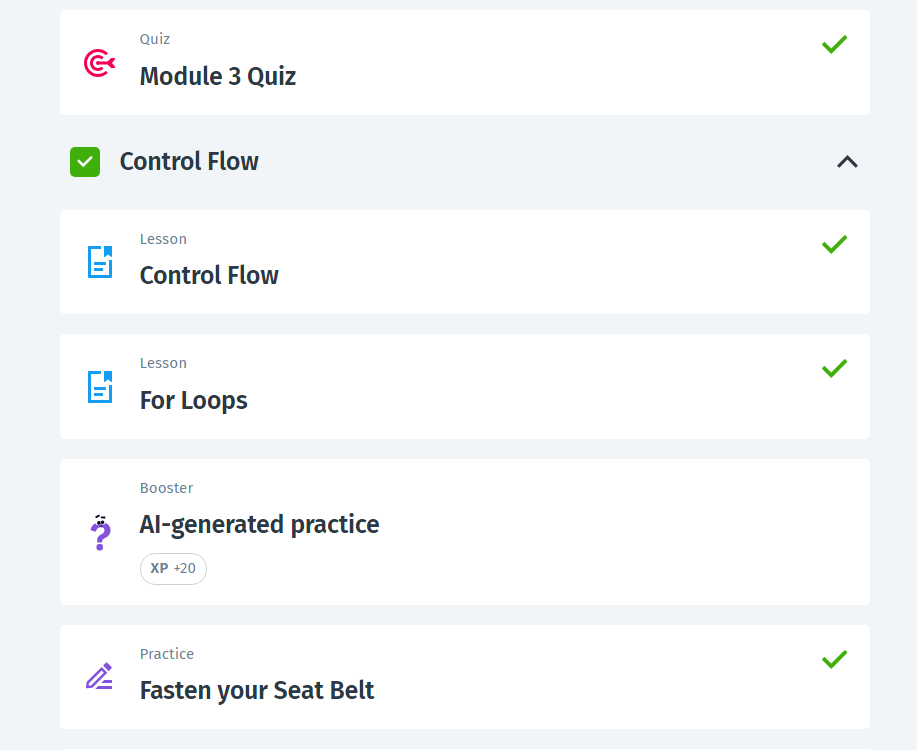 Quiz
Module 3 Quiz
Control Flow
Lesson
Control Flow
Lesson
For Loops
Booster
AI-generated practice
XP +20
Practice
Fasten your Seat Belt